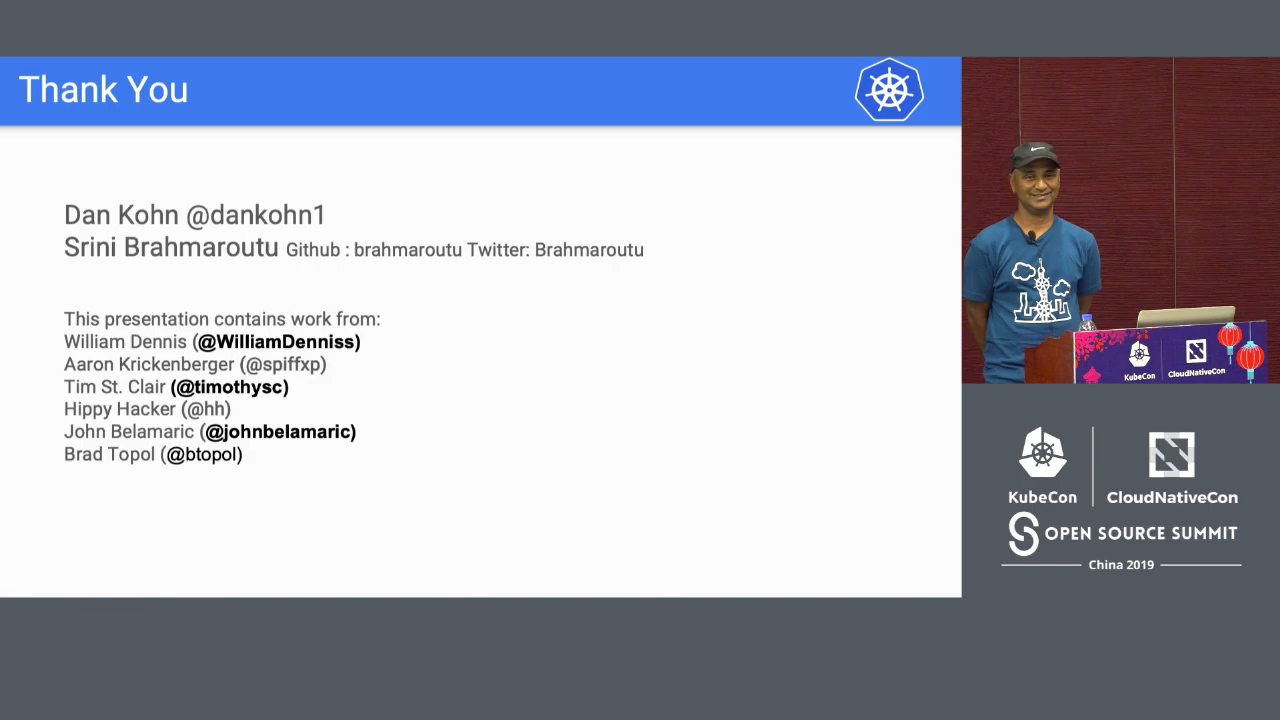 Thank You
Dan Kohn @dankohn1
Srini Brahmaroutu Github : brahmaroutu Twitter: Brahmaroutu
This presentation contains work from:
William Dennis (@WilliamDenniss)
Aaron Krickenberger (@spiffxp)
Tim St. Clair (@timothysc)
Hippy Hacker (@hh)
John Belamaric (@johnbelamaric)
Brad Topol (@btopol)
KubeCon
CloudNativeCon
KubeCon
CloudNativeCon
OPEN SOURCE SUMMIT
China 2019